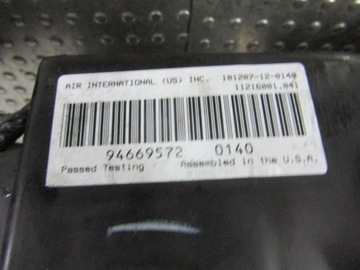 AIR INTERNATIONAL (US) INC. 101207-12-0140
11216001.041
94669572 0140
Passed Testing Assembled in the U.S.A.